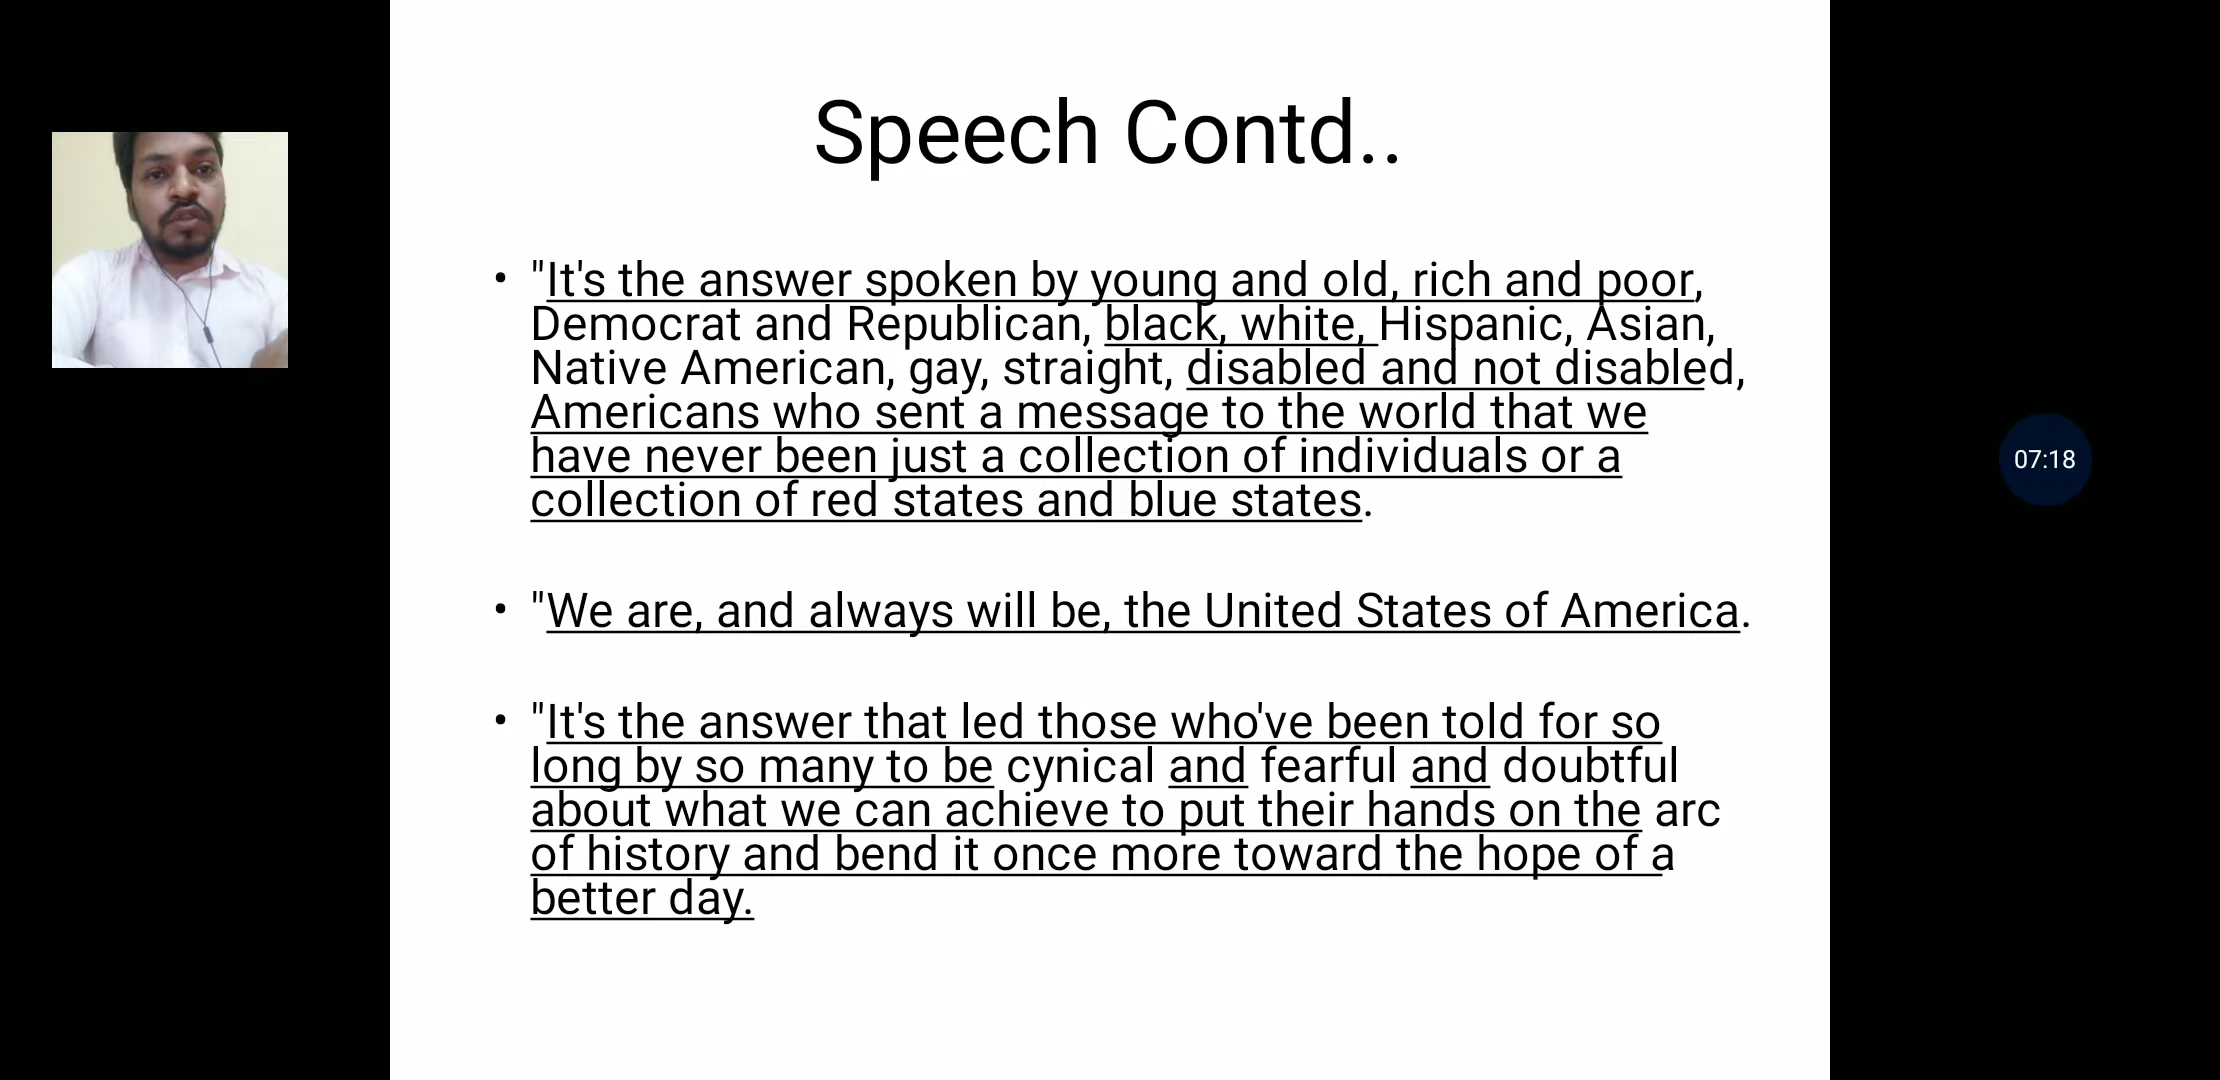 Speech Contd..
• "It's the answer spoken by young and old, rich and poor,
Democrat and Republican, black, white, Hispanic, Asian,
Native American, gay, straight, disabled and not disabled,
Americans who sent a message to the world that we
have never been just a collection of individuals or a
collection of red states and blue states.
07:18
• "We are, and always will be, the United States of America.
• "It's the answer that led those who've been told for so
long by so many to be cynical and fearful and doubtful
about what we can achieve to put their hands on the arc
of history and bend it once more toward the hope of a
better day.